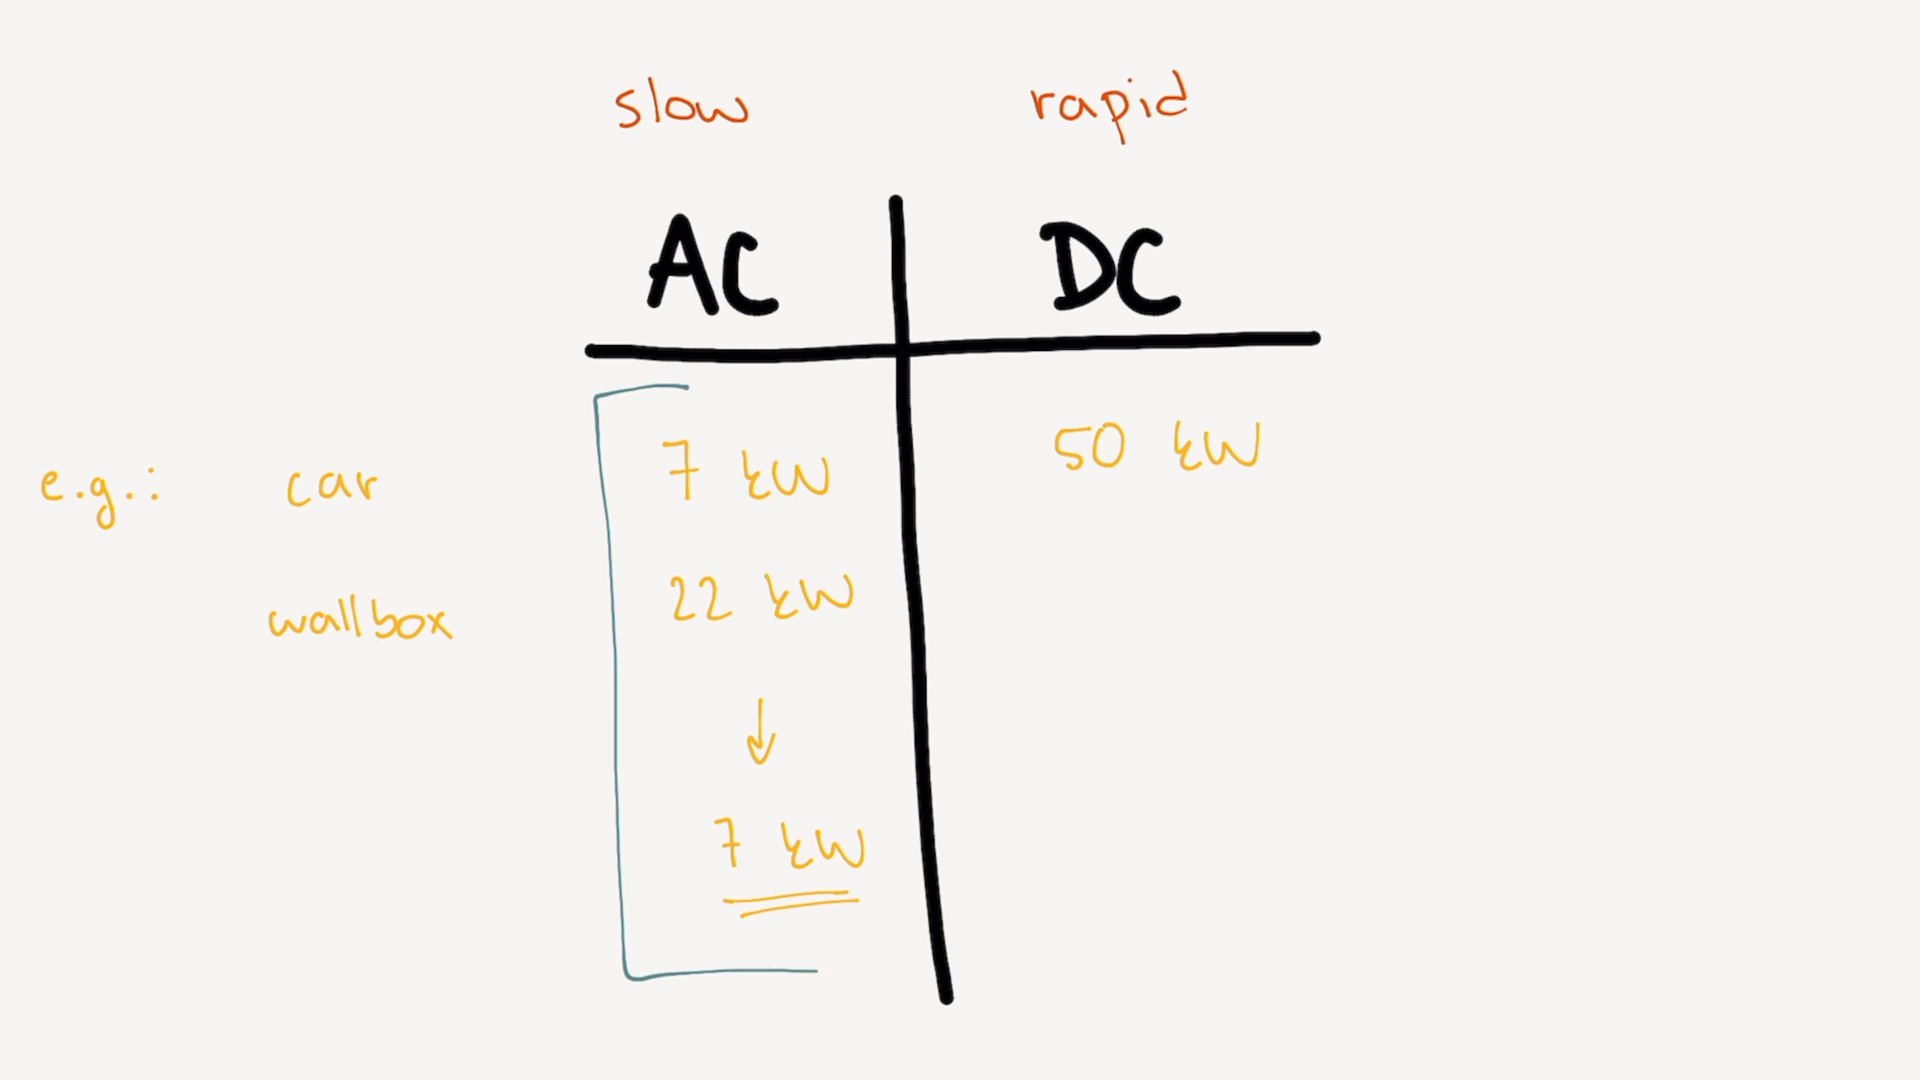 slow rapid
AC DC
e.g.: car 7 kW 50 kW
wallbox 22 kW
↓
7 kW